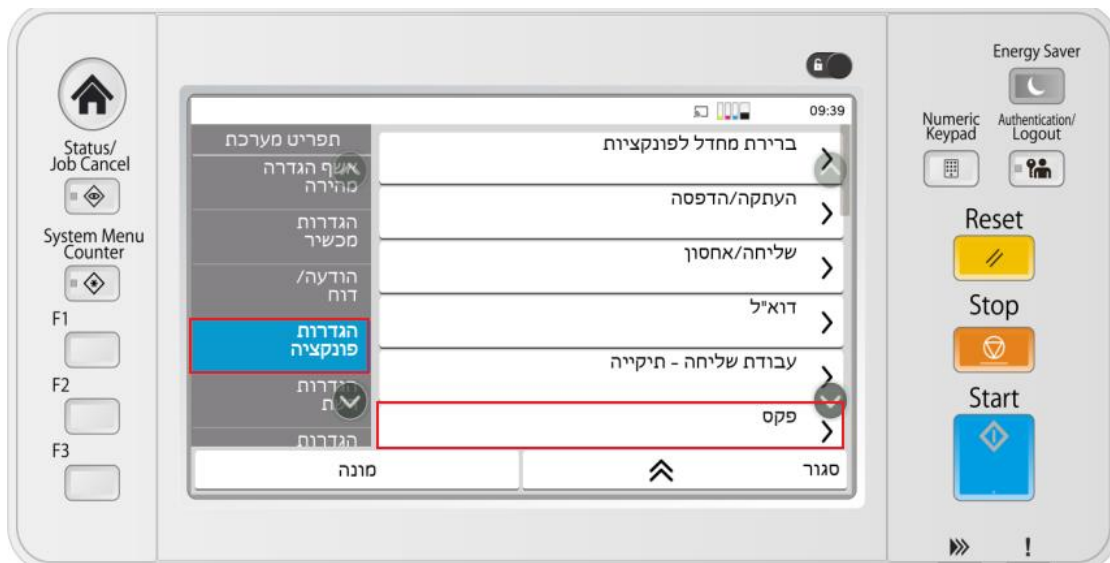 Energy Saver
Numeric
Keypad
Authentication/
Logout
Status/
Job Cancel
System Menu
Counter
F1
F2
F3
09:39
תפריט מערכת
אשף הגדרה
מהירה
הגדרות
מכשיר
הודעה/
דוח
הגדרות
פונקציה
הגדרות
הגדרות
ברירת מחדל לפונקציות
העתקה/הדפסה
שליחה/אחסון
דוא"ל
עבודת שליחה - תיקייה
פקס
מונה
סגור
Reset
Stop
Start
!